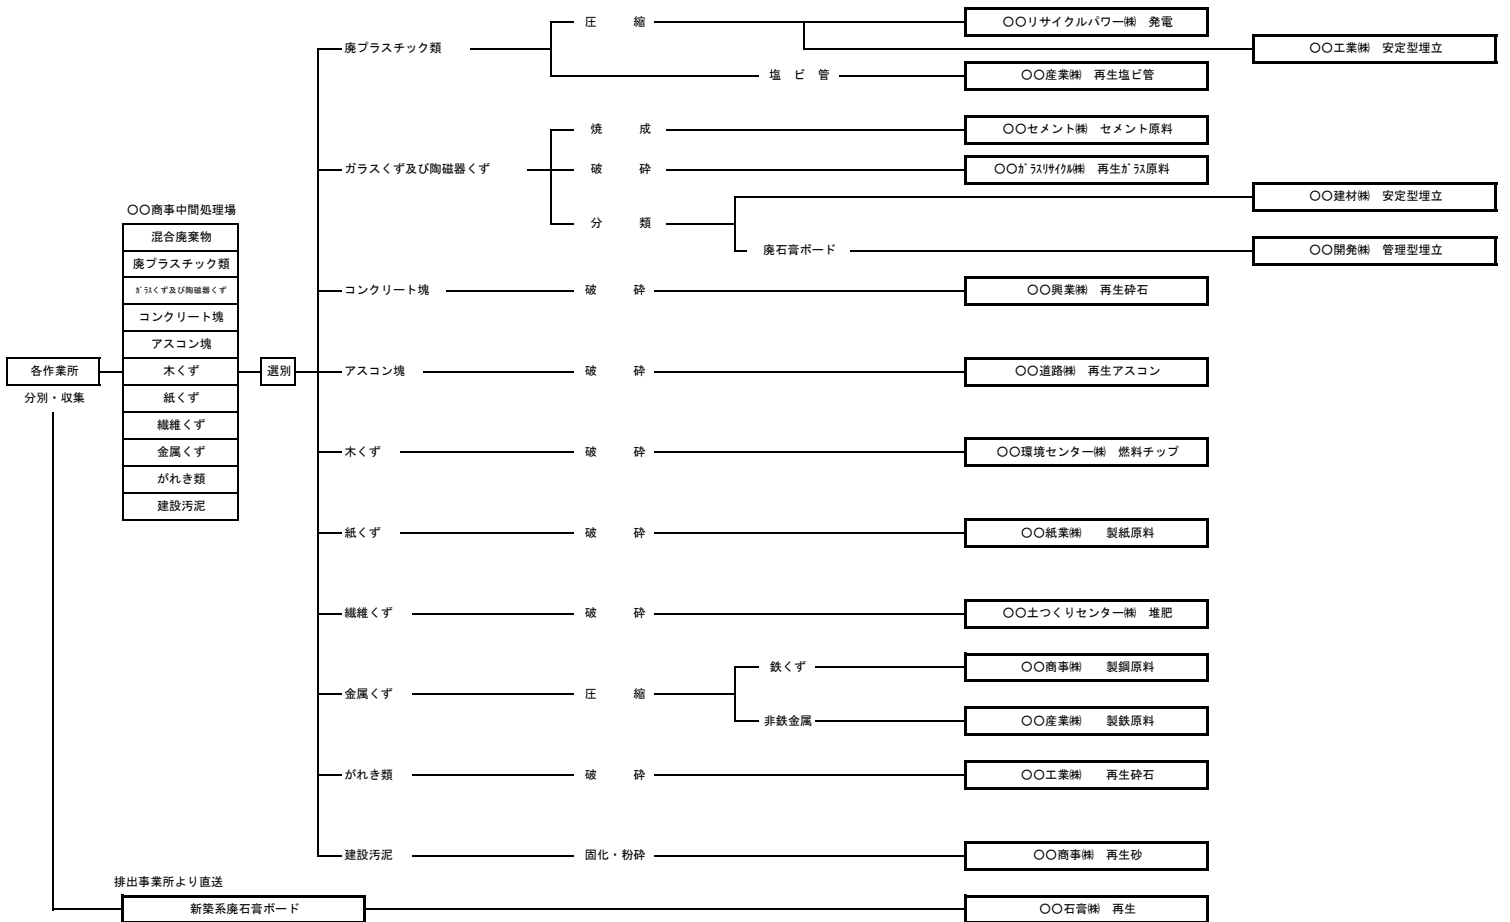 圧　縮
〇〇リサイクルパワー㈱　発電
廃プラスチック類
〇〇工業㈱　安定型埋立
塩　ビ　管
〇〇産業㈱　再生塩ビ管
焼　成
〇〇セメント㈱　セメント原料
ガラスくず及び陶磁器くず
破　砕
〇〇ｶﾞﾗｽﾘｻｲｸﾙ㈱　再生ｶﾞﾗｽ原料
〇〇建材㈱　安定型埋立
分　類
廃石膏ボード
〇〇開発㈱　管理型埋立
〇〇商事中間処理場
混合廃棄物
廃プラスチック類
ｶﾞﾗｽくず及び陶磁器くず
コンクリート塊
アスコン塊
木くず
紙くず
繊維くず
金属くず
がれき類
建設汚泥
各作業所
分別・収集
選別
コンクリート塊
破　砕
〇〇興業㈱　再生砕石
アスコン塊
破　砕
〇〇道路㈱　再生アスコン
木くず
破　砕
〇〇環境センター㈱　燃料チップ
紙くず
破　砕
〇〇紙業㈱　製紙原料
繊維くず
破　砕
〇〇土つくりセンター㈱　堆肥
鉄くず
〇〇商事㈱　製鋼原料
金属くず
圧　縮
非鉄金属
〇〇産業㈱　製鉄原料
がれき類
破　砕
〇〇工業㈱　再生砕石
建設汚泥
固化・粉砕
〇〇商事㈱　再生砂
排出事業所より直送
新築系廃石膏ボード
〇〇石膏㈱　再生